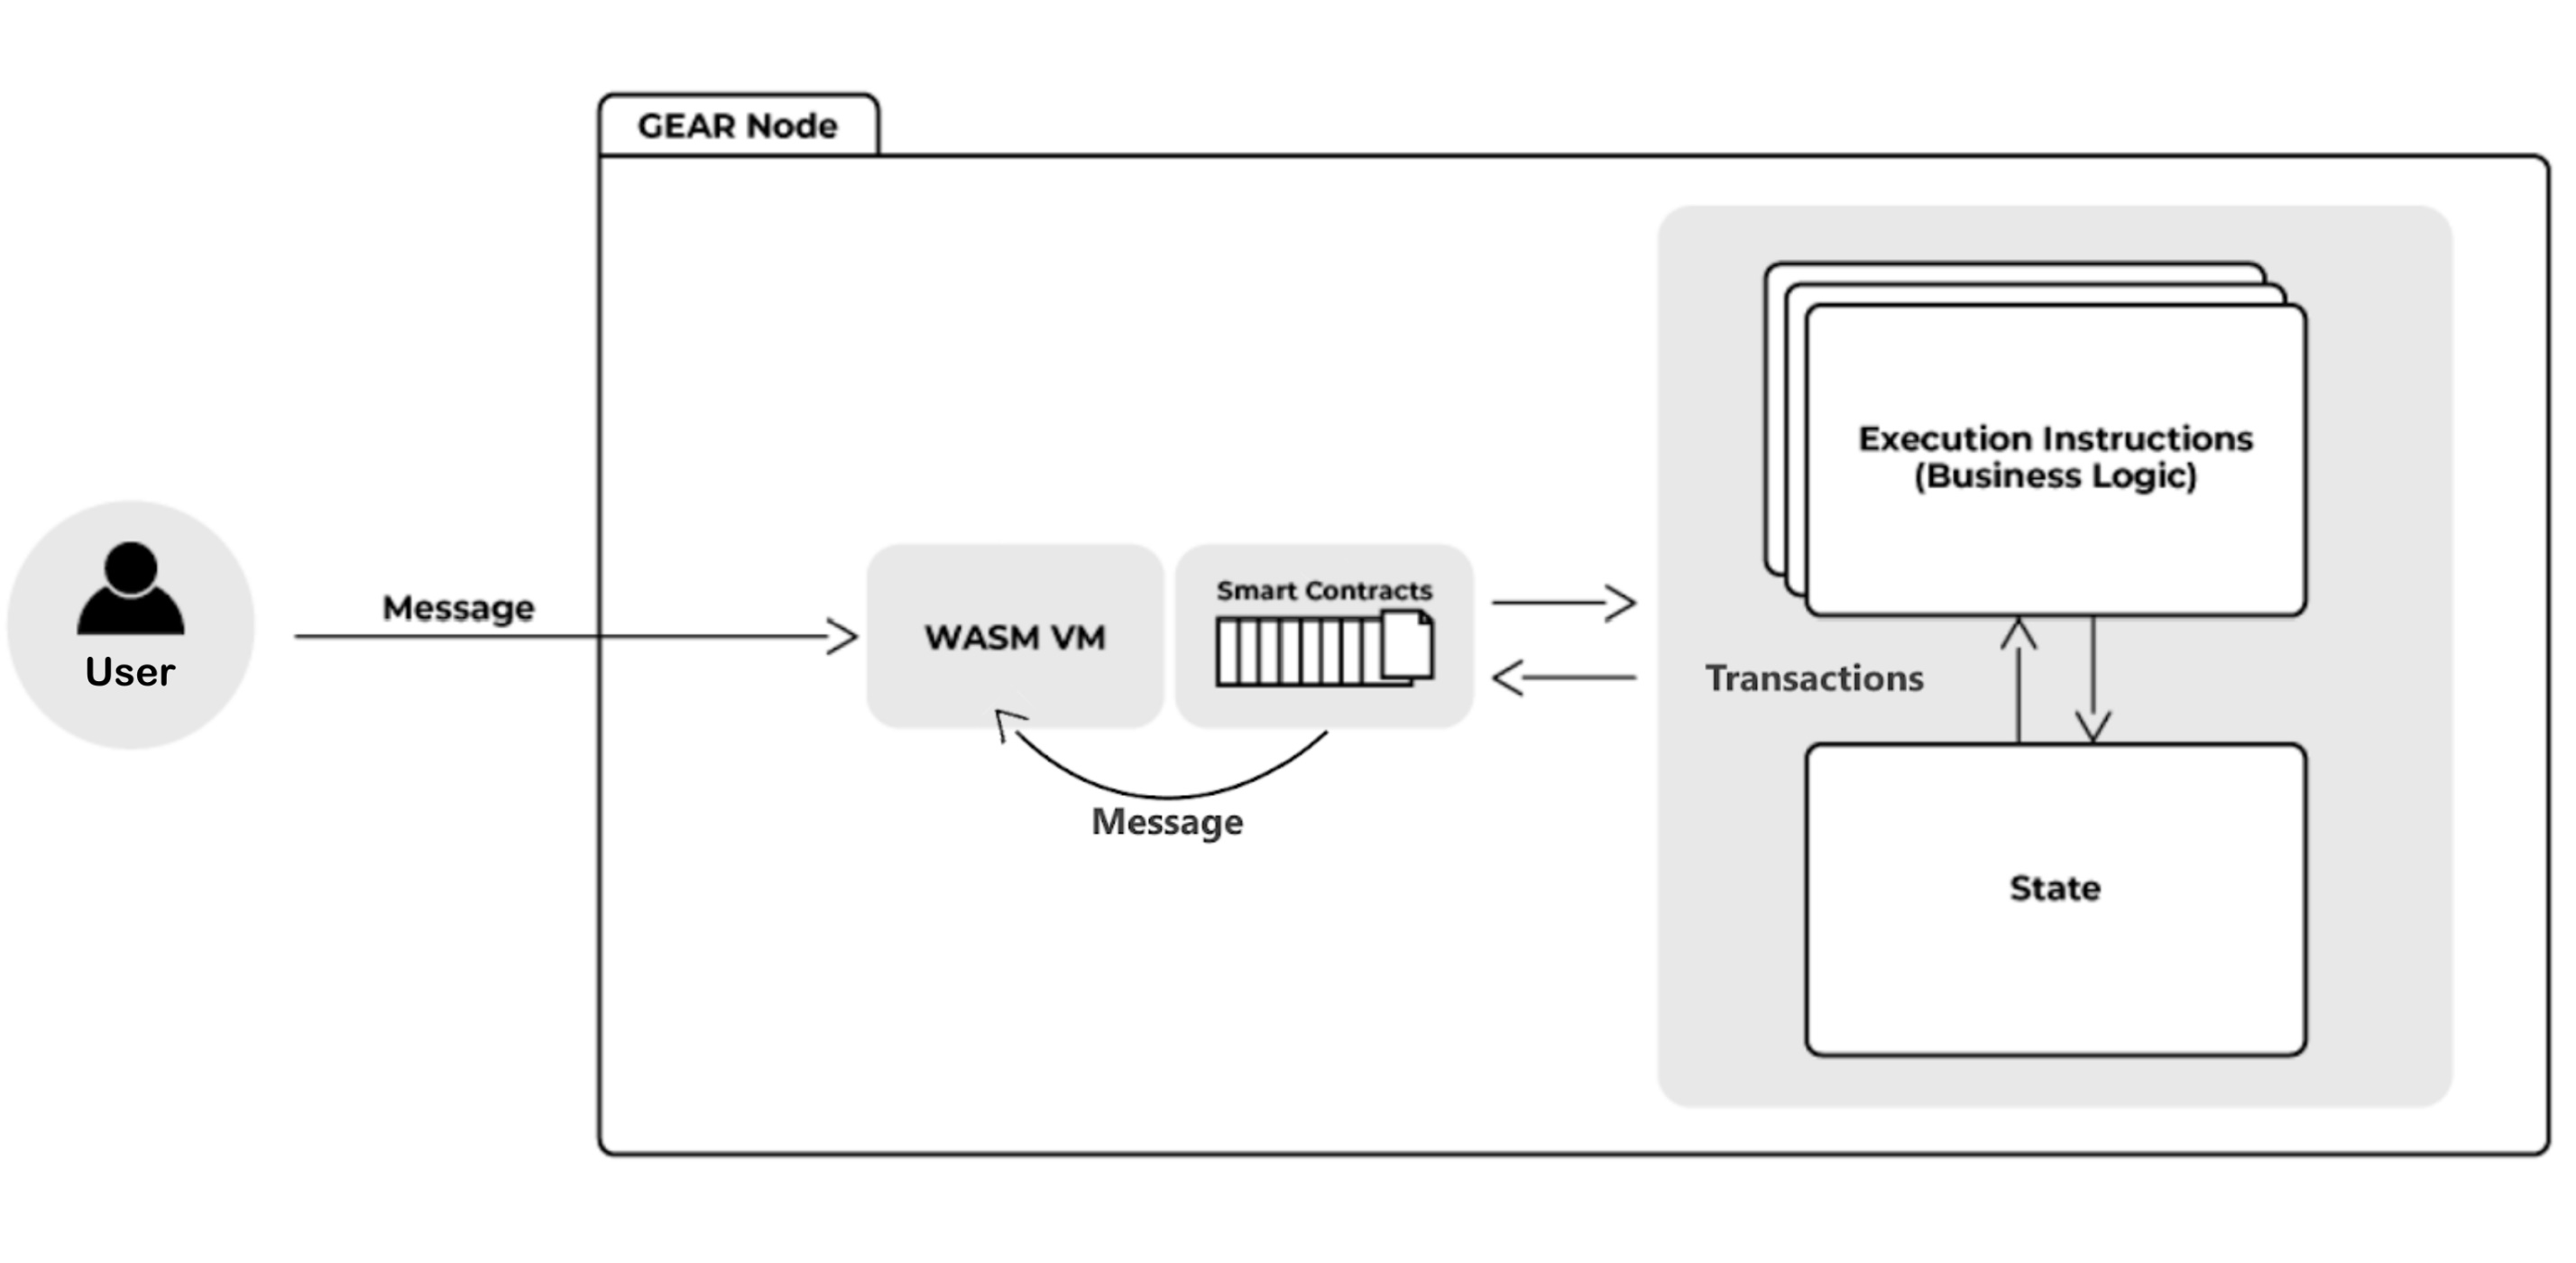 GEAR Node
User
Message
WASM VM
Smart Contracts
Message
Execution Instructions
(Business Logic)
Transactions
State